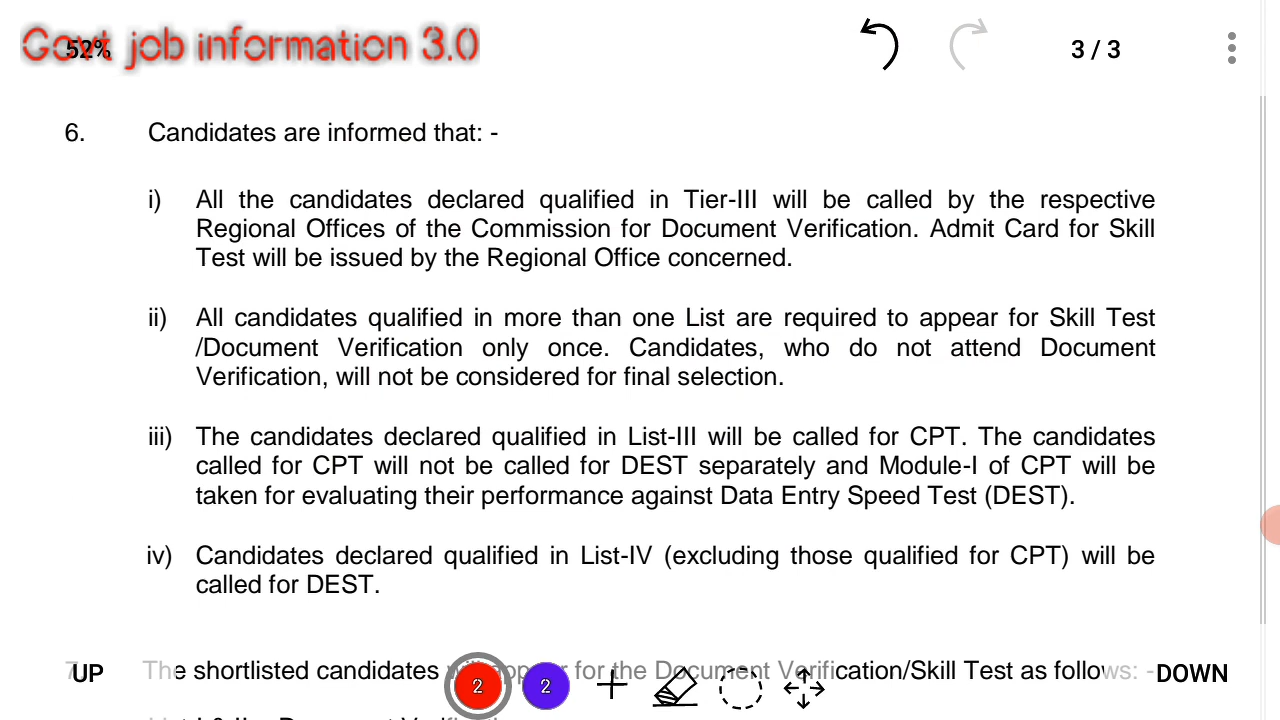 Govt job information 3.0
52%
3 / 3
6. Candidates are informed that: -
i) All the candidates declared qualified in Tier-III will be called by the respective
Regional Offices of the Commission for Document Verification. Admit Card for Skill
Test will be issued by the Regional Office concerned.
ii) All candidates qualified in more than one List are required to appear for Skill Test
/Document Verification only once. Candidates, who do not attend Document
Verification, will not be considered for final selection.
iii) The candidates declared qualified in List-III will be called for CPT. The candidates
called for CPT will not be called for DEST separately and Module-I of CPT will be
taken for evaluating their performance against Data Entry Speed Test (DEST).
iv) Candidates declared qualified in List-IV (excluding those qualified for CPT) will be
called for DEST.
7. The shortlisted candidates will appear for the Document Verification/Skill Test as follows: -
UP
2
2
DOWN